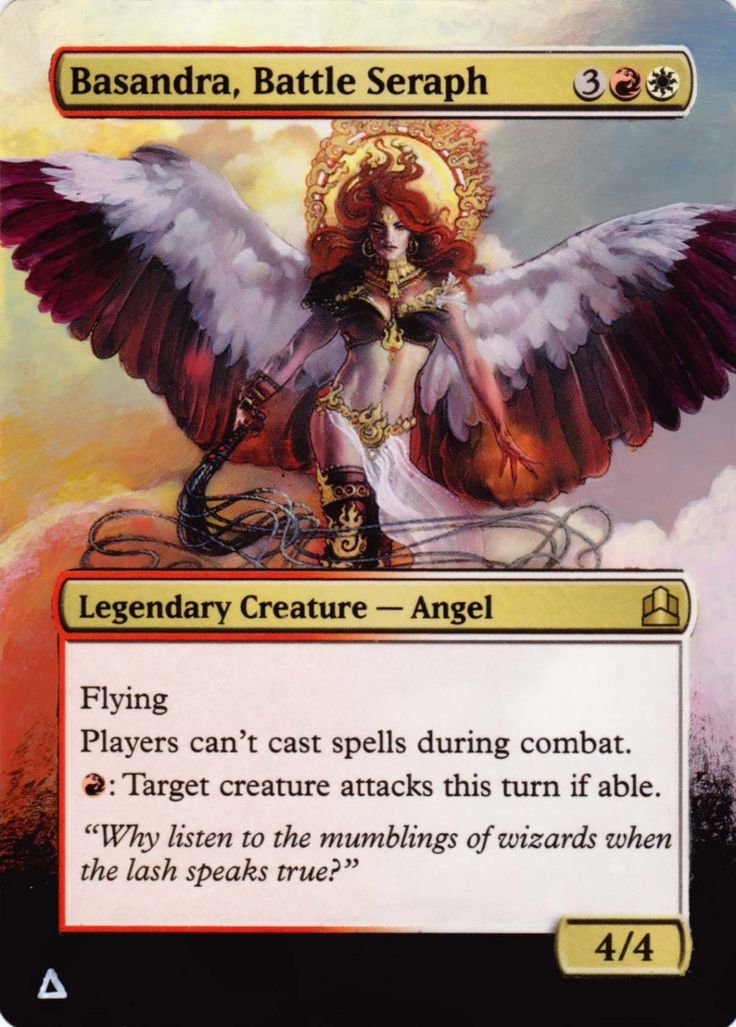 Basandra, Battle Seraph 3
Legendary Creature — Angel
Flying
Players can't cast spells during combat.
: Target creature attacks this turn if able.
“Why listen to the mumblings of wizards when
the lash speaks true?”
4/4